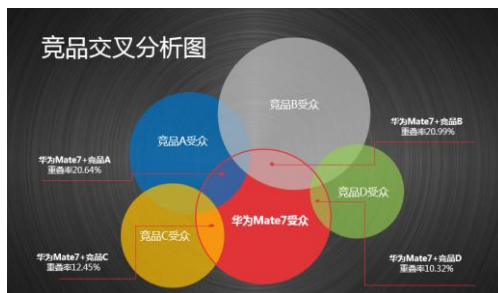 竞品交叉分析图
竞品B受众
竞品A受众
华为Mate7+竞品B
重叠率20.99%
华为Mate7+竞品A
重叠率20.64%
竞品D受众
华为Mate7受众
竞品C受众
华为Mate7+竞品C
重叠率12.45%
华为Mate7+竞品D
重叠率10.32%